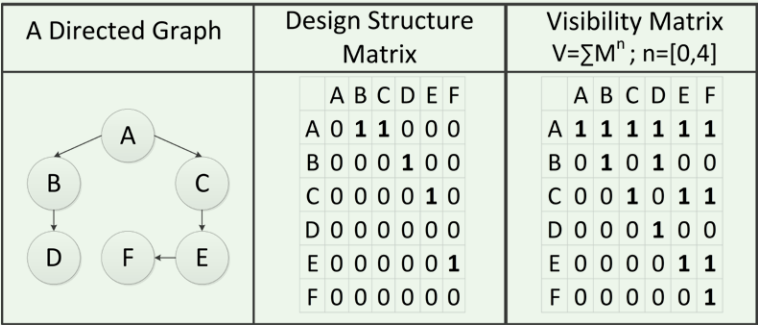 A Directed Graph
Design Structure
Matrix
Visibility Matrix
V=∑Mⁿ ; n=[0,4]
A
B
C
D
F
E
A B C D E F
A 0 1 1 0 0 0
B 0 0 0 1 0 0
C 0 0 0 0 1 0
D 0 0 0 0 0 0
E 0 0 0 0 0 1
F 0 0 0 0 0 0
A B C D E F
A 1 1 1 1 1 1
B 0 1 0 1 0 0
C 0 0 1 0 1 1
D 0 0 0 1 0 0
E 0 0 0 0 1 1
F 0 0 0 0 0 1